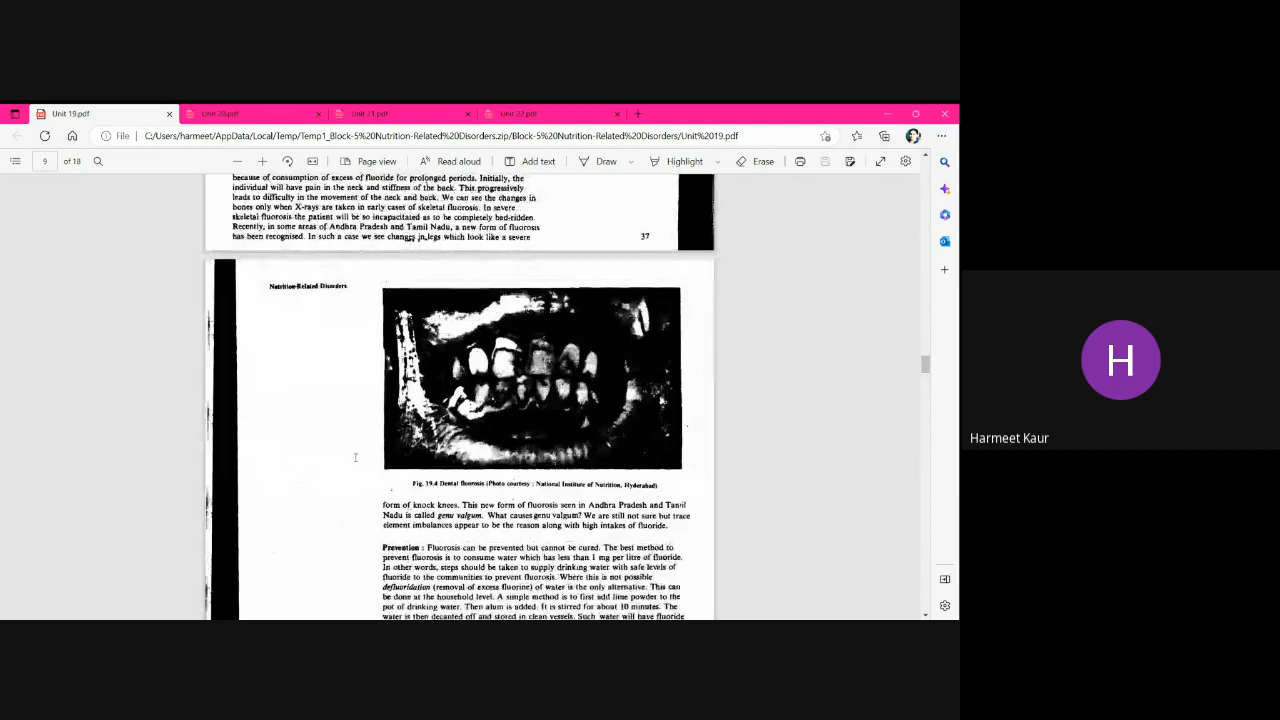 Unit 19.pdf
Unit 20.pdf
Unit 21.pdf
Unit 22.pdf
File
C:/Users/harmeet/AppData/Local/Temp/Temp1_Block-5%20Nutrition-Related%20Disorders.zip/Block-5%20Nutrition-Related%20Disorders/Unit%2019.pdf
9 of 18
Page view
Read aloud
Add text
Draw
Highlight
Erase
because of consumption of excess of fluoride for prolonged periods. Initially, the
individual will have pain in the neck and stiffness of the back. This progressively
leads to difficulty in the movement of the neck and back. We can see the changes in
bones only when X-rays are taken in early cases of skeletal fluorosis. In severe
skeletal fluorosis the patient will be so incapacitated as to be completely bed-ridden.
Recently, in some areas of Andhra Pradesh and Tamil Nadu, a new form of fluorosis
has been recognised. In such a case we see changes in legs which look like a severe
37
Nutrition-Related Disorders
Fig. 19.4 Dental fluorosis (Photo courtesy : National Institute of Nutrition, Hyderabad)
form of knock knees. This new form of fluorosis seen in Andhra Pradesh and Tamil
Nadu is called genu valgum. What causes genu valgum? We are still not sure but trace
element imbalances appear to be the reason along with high intakes of fluoride.
Prevention : Fluorosis can be prevented but cannot be cured. The best method to
prevent fluorosis is to consume water which has less than 1 mg per litre of fluoride.
In other words, steps should be taken to supply drinking water with safe levels of
fluoride to the communities to prevent fluorosis. Where this is not possible
defluoridation (removal of excess fluorine) of water is the only alternative. This can
be done at the household level. A simple method is to first add lime powder to the
pot of drinking water. Then alum is added. It is stirred for about 10 minutes. The
water is then decanted off and stored in clean vessels. Such water will have fluoride
H
Harmeet Kaur